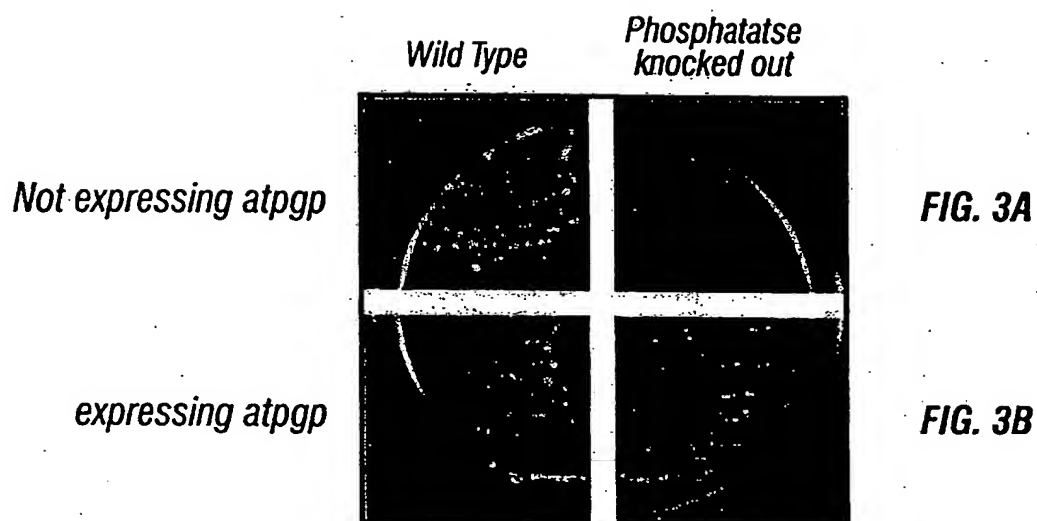 Wild Type
Phosphatatse
knocked out
Not expressing atpgp
FIG. 3A
expressing atpgp
FIG. 3B